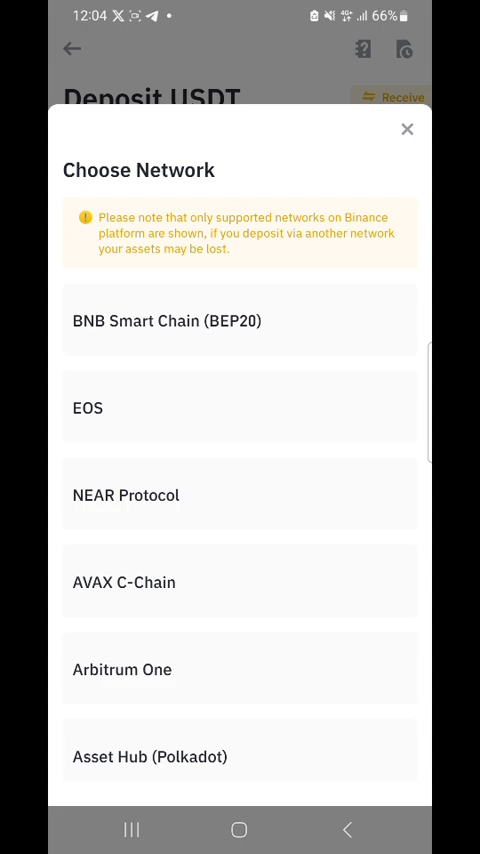 12:04
4G+
66%
Deposit USDT
Receive
Choose Network
Please note that only supported networks on Binance
platform are shown, if you deposit via another network
your assets may be lost.
BNB Smart Chain (BEP20)
EOS
NEAR Protocol
AVAX C-Chain
Arbitrum One
Asset Hub (Polkadot)